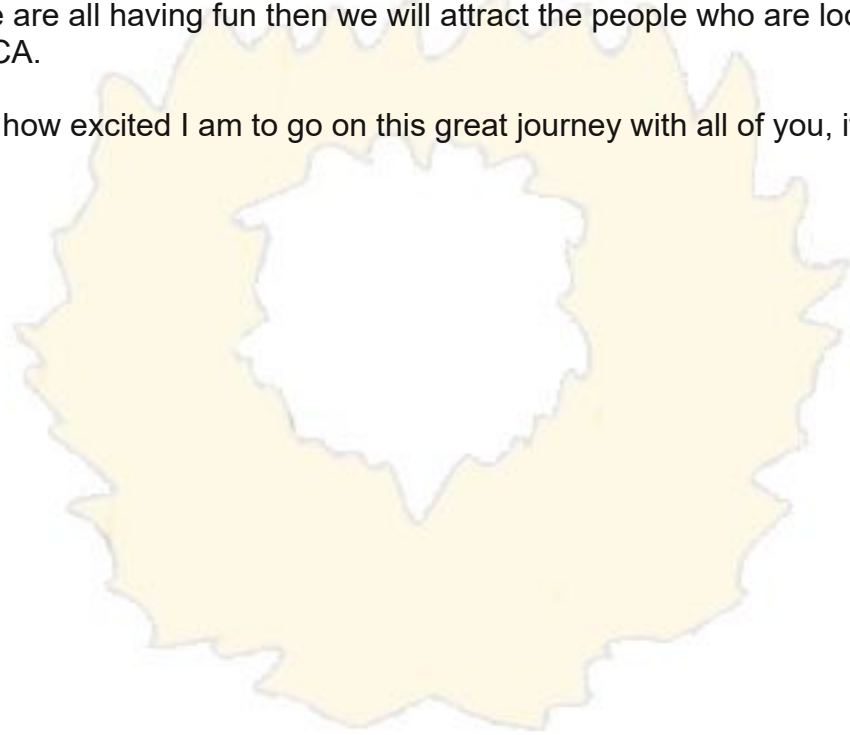 are all having fun then we will attract the people who are
CA.
how excited I am to go on this great journey with all of you,